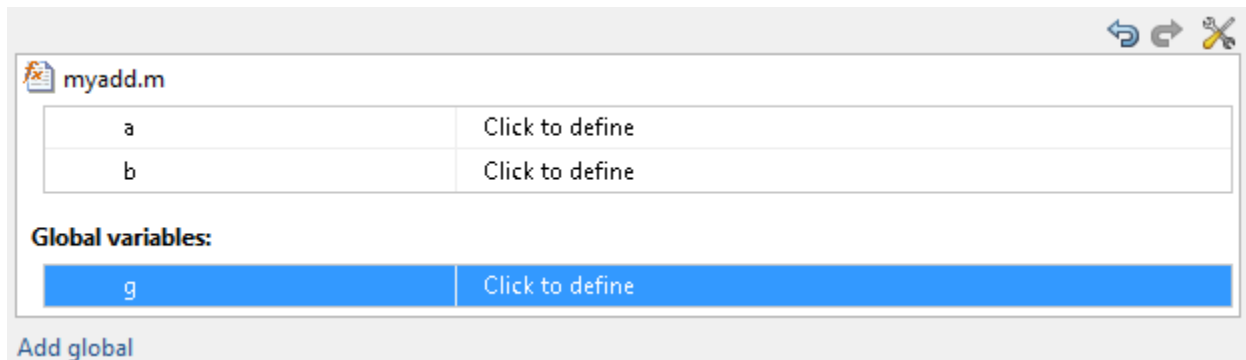 myadd.m
a Click to define
b Click to define
Global variables:
g Click to define
Add global